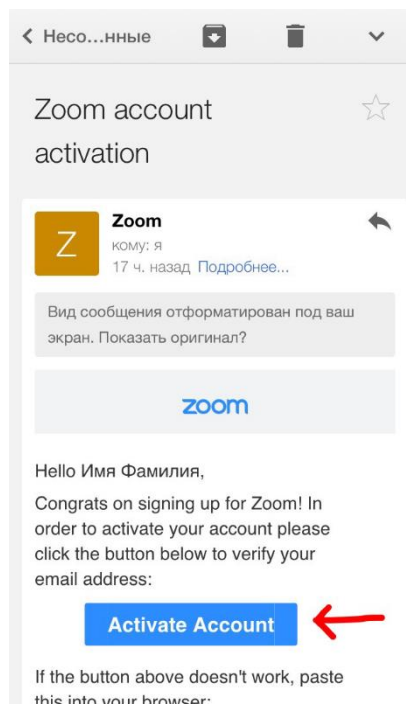 Несо...нные
Zoom account
activation
Z
Zoom
кому: я
17 ч. назад Подробнее...
Вид сообщения отформатирован под ваш
экран. Показать оригинал?
zoom
Hello Имя Фамилия,
Congrats on signing up for Zoom! In
order to activate your account please
click the button below to verify your
email address:
Activate Account
If the button above doesn't work, paste
this into your browser: